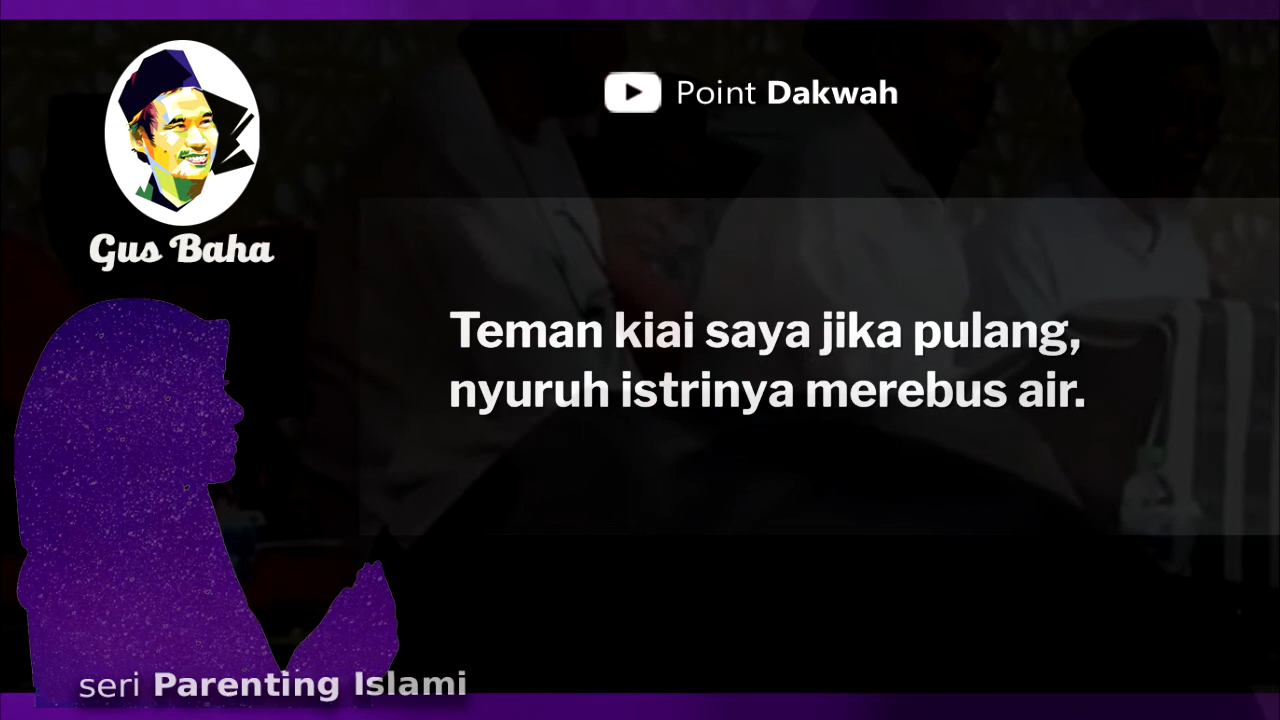 Point Dakwah
Gus Baha
Teman kiai saya jika pulang,
nyuruh istrinya merebus air.
seri Parenting Islami